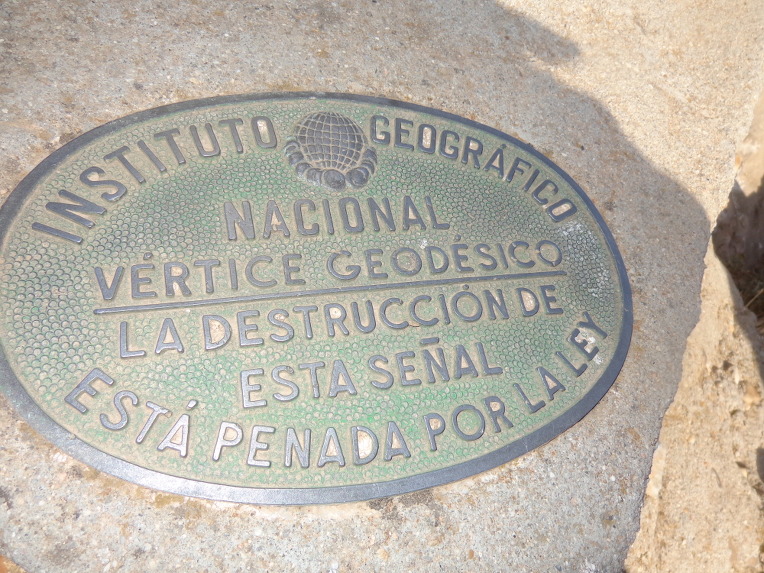 INSTITUTO GEOGRÁFICO
NACIONAL
VÉRTICE GEODÉSICO
LA DESTRUCCIÓN DE
ESTA SEÑAL
ESTÁ PENADA POR LA LEY